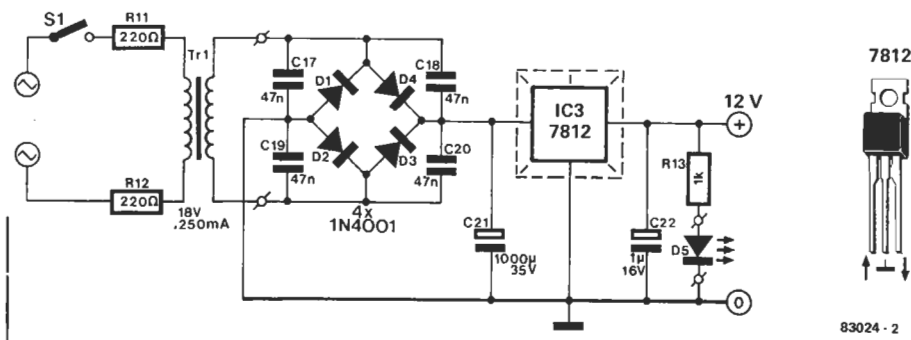 S1
R11
220Ω
Tr1
R12
220Ω
18V
.250mA
C17
47n
C18
47n
D1
D4
D2
D3
C19
47n
C20
47n
4x
1N4001
C21
1000µ
35V
IC3
7812
C22
1µ
16V
12 V
+
R13
1k
D5
0
7812
83024 - 2